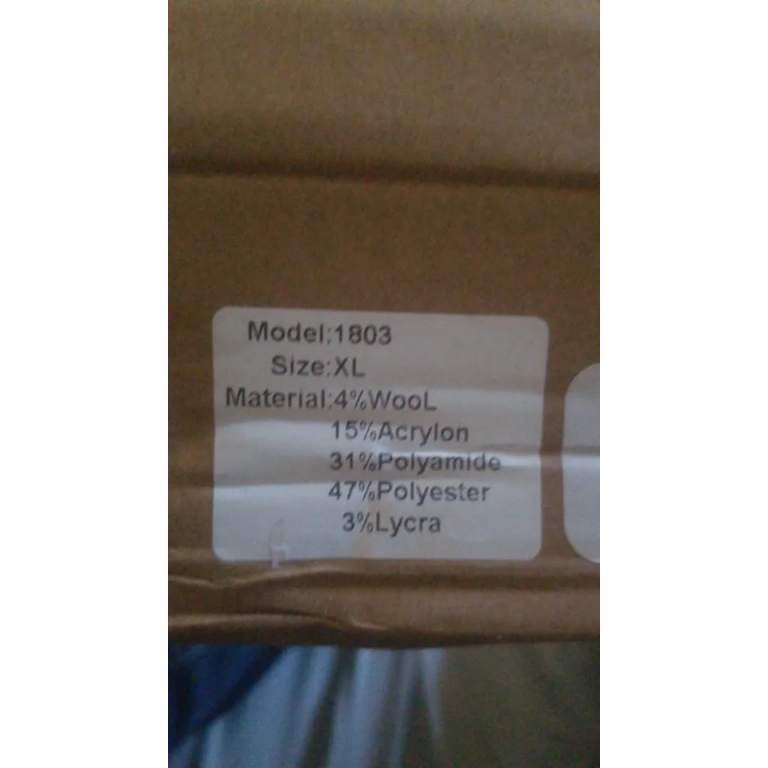 Model:1803
Size:XL
Material:4%WooL
15%Acrylon
31%Polyamide
47%Polyester
3%Lycra